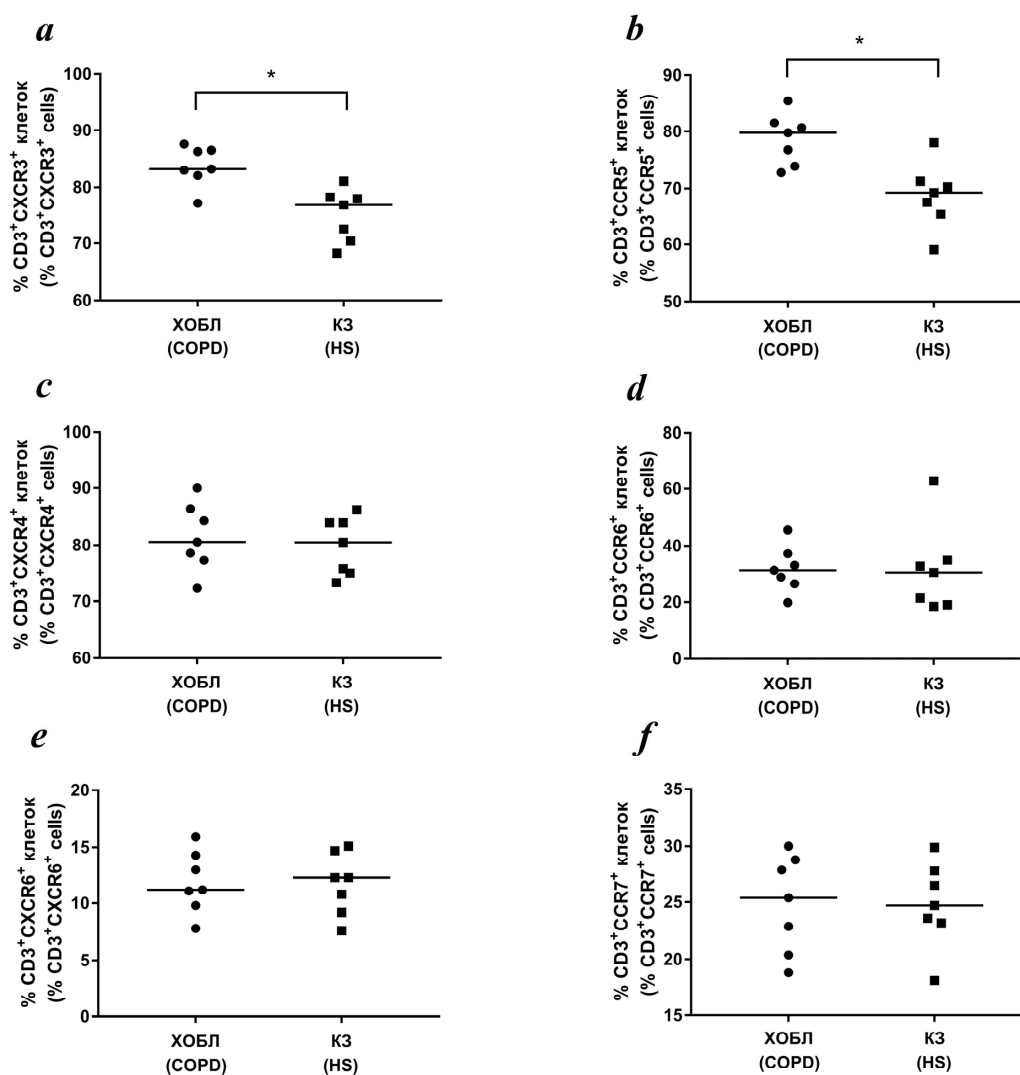 a
*
% CD3⁺CXCR3⁺ клеток
(% CD3⁺CXCR3⁺ cells)
100
90
80
70
60
ХОБЛ
(COPD)
КЗ
(HS)
b
*
% CD3⁺CCR5⁺ клеток
(% CD3⁺CCR5⁺ cells)
90
80
70
60
50
ХОБЛ
(COPD)
КЗ
(HS)
c
% CD3⁺CXCR4⁺ клеток
(% CD3⁺CXCR4⁺ cells)
100
90
80
70
60
ХОБЛ
(COPD)
КЗ
(HS)
d
% CD3⁺CCR6⁺ клеток
(% CD3⁺CCR6⁺ cells)
80
60
40
20
0
ХОБЛ
(COPD)
КЗ
(HS)
e
% CD3⁺CXCR6⁺ клеток
(% CD3⁺CXCR6⁺ cells)
20
15
10
5
0
ХОБЛ
(COPD)
КЗ
(HS)
f
% CD3⁺CCR7⁺ клеток
(% CD3⁺CCR7⁺ cells)
35
30
25
20
15
ХОБЛ
(COPD)
КЗ
(HS)